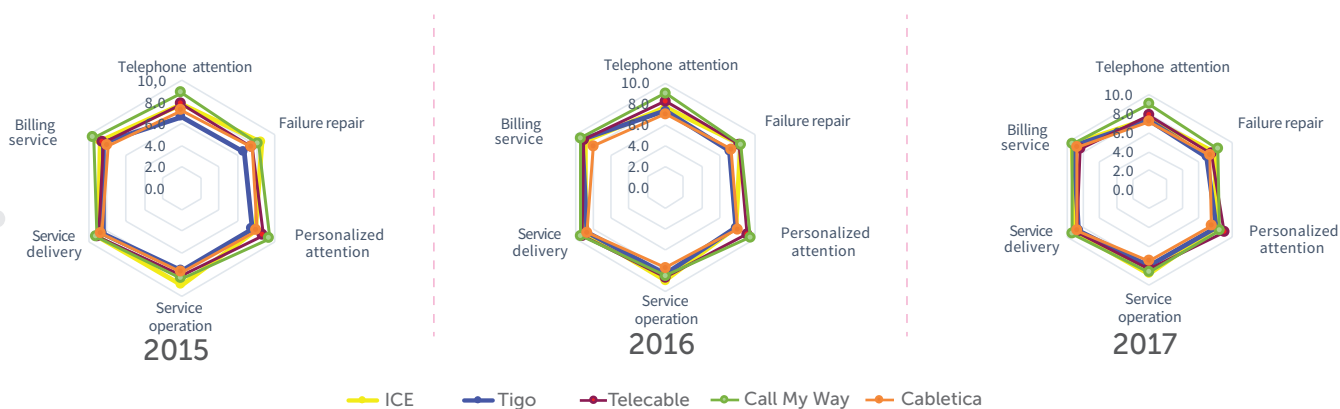 Telephone attention
10,0
8.0
6.0
4.0
2.0
0.0
Billing
service
Failure repair
Service
delivery
Personalized
attention
Service
operation
2015
Telephone attention
10.0
8.0
6.0
4.0
2.0
0.0
Billing
service
Failure repair
Service
delivery
Personalized
attention
Service
operation
2016
Telephone attention
10.0
8.0
6.0
4.0
2.0
0.0
Billing
service
Failure repair
Service
delivery
Personalized
attention
Service
operation
2017
ICE
Tigo
Telecable
Call My Way
Cabletica